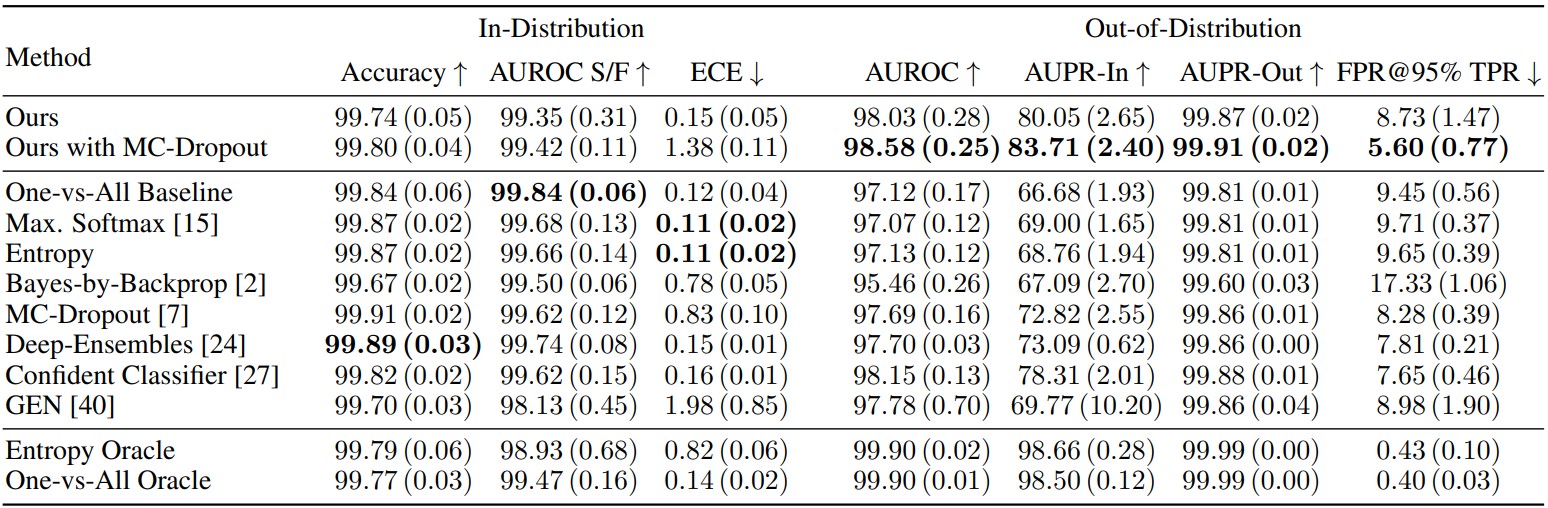 In-Distribution Out-of-Distribution
Method
Accuracy ↑ AUROC S/F ↑ ECE ↓ AUROC ↑ AUPR-In ↑ AUPR-Out ↑ FPR@95% TPR ↓
Ours 99.74 (0.05) 99.35 (0.31) 0.15 (0.05) 98.03 (0.28) 80.05 (2.65) 99.87 (0.02) 8.73 (1.47)
Ours with MC-Dropout 99.80 (0.04) 99.42 (0.11) 1.38 (0.11) 98.58 (0.25) 83.71 (2.40) 99.91 (0.02) 5.60 (0.77)
One-vs-All Baseline 99.84 (0.06) 99.84 (0.06) 0.12 (0.04) 97.12 (0.17) 66.68 (1.93) 99.81 (0.01) 9.45 (0.56)
Max. Softmax [15] 99.87 (0.02) 99.68 (0.13) 0.11 (0.02) 97.07 (0.12) 69.00 (1.65) 99.81 (0.01) 9.71 (0.37)
Entropy 99.87 (0.02) 99.66 (0.14) 0.11 (0.02) 97.13 (0.12) 68.76 (1.94) 99.81 (0.01) 9.65 (0.39)
Bayes-by-Backprop [2] 99.67 (0.02) 99.50 (0.06) 0.78 (0.05) 95.46 (0.26) 67.09 (2.70) 99.60 (0.03) 17.33 (1.06)
MC-Dropout [7] 99.91 (0.02) 99.62 (0.12) 0.83 (0.10) 97.69 (0.16) 72.82 (2.55) 99.86 (0.01) 8.28 (0.39)
Deep-Ensembles [24] 99.89 (0.03) 99.74 (0.08) 0.15 (0.01) 97.70 (0.03) 73.09 (0.62) 99.86 (0.00) 7.81 (0.21)
Confident Classifier [27] 99.82 (0.02) 99.62 (0.15) 0.16 (0.01) 98.15 (0.13) 78.31 (2.01) 99.88 (0.01) 7.65 (0.46)
GEN [40] 99.70 (0.03) 98.13 (0.45) 1.98 (0.85) 97.78 (0.70) 69.77 (10.20) 99.86 (0.04) 8.98 (1.90)
Entropy Oracle 99.79 (0.06) 98.93 (0.68) 0.82 (0.06) 99.90 (0.02) 98.66 (0.28) 99.99 (0.00) 0.43 (0.10)
One-vs-All Oracle 99.77 (0.03) 99.47 (0.16) 0.14 (0.02) 99.90 (0.01) 98.50 (0.12) 99.99 (0.00) 0.40 (0.03)